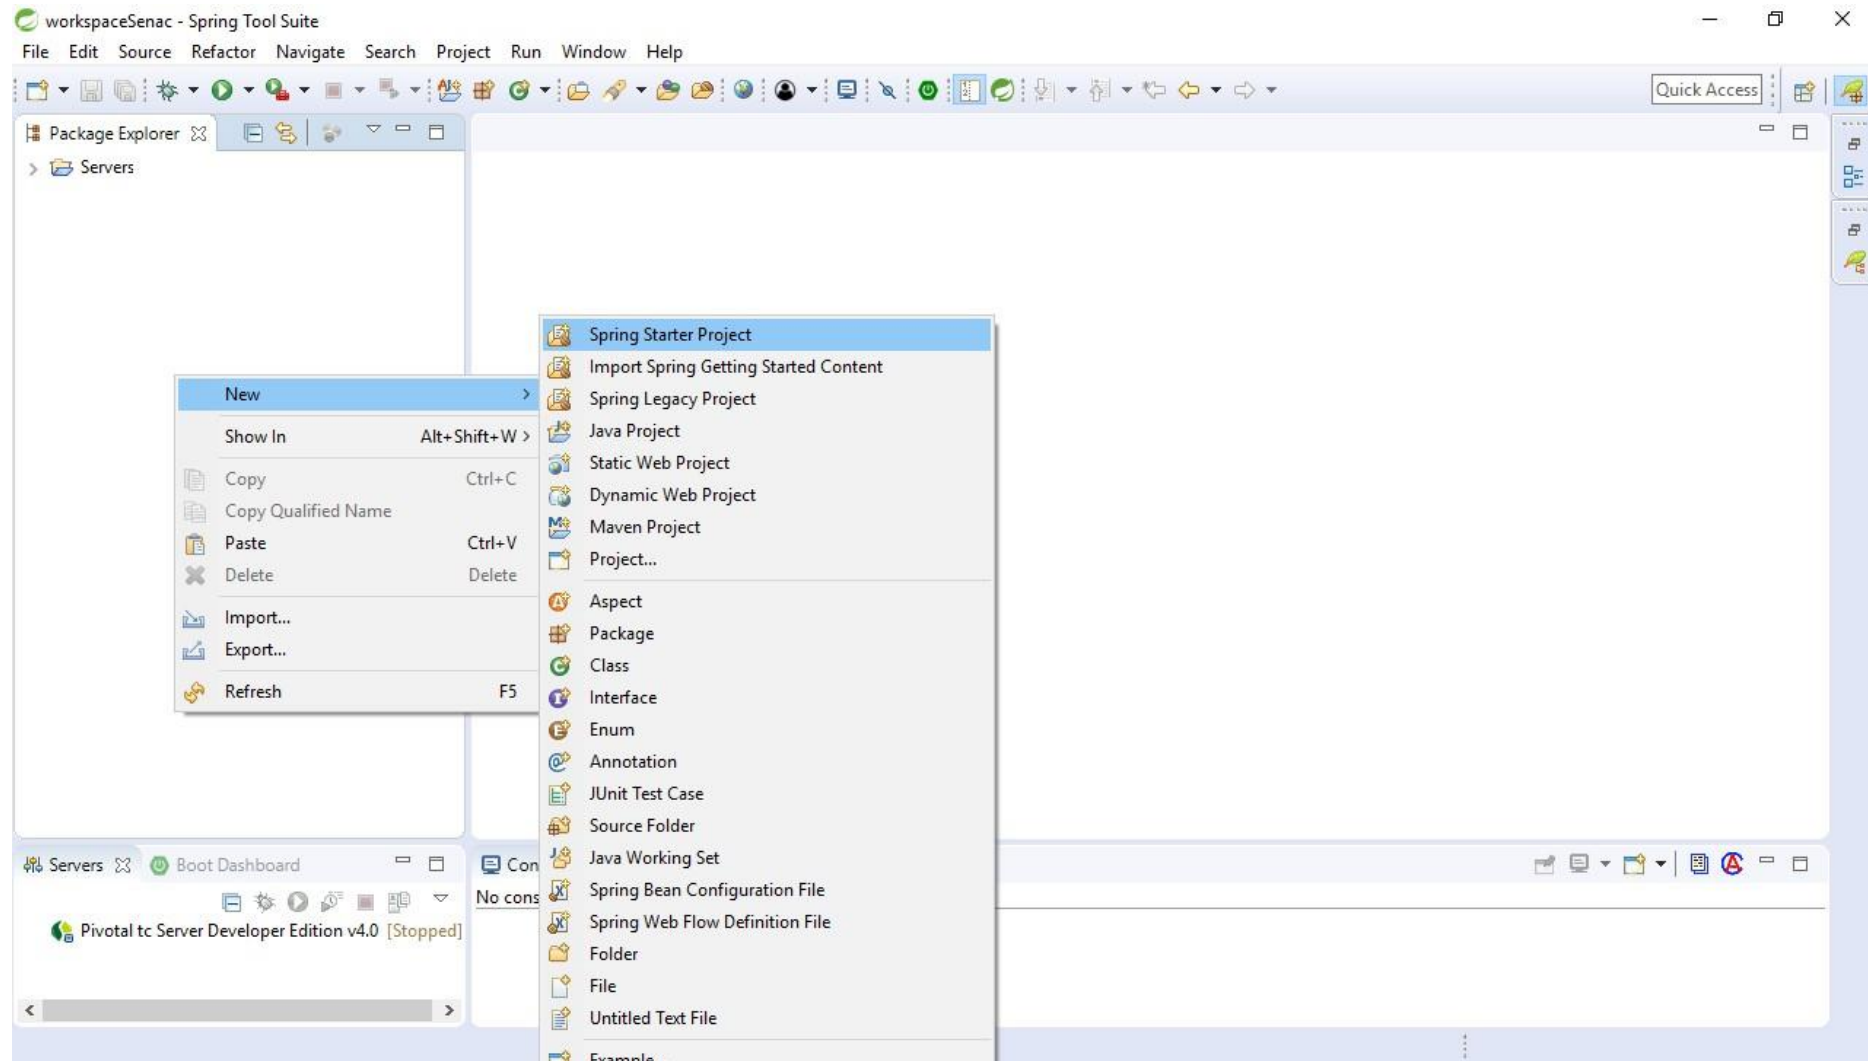 workspaceSenac - Spring Tool Suite
File Edit Source Refactor Navigate Search Project Run Window Help
Quick Access
Package Explorer
Servers
New
Show In Alt+Shift+W
Copy Ctrl+C
Copy Qualified Name
Paste Ctrl+V
Delete Delete
Import...
Export...
Refresh F5
Spring Starter Project
Import Spring Getting Started Content
Spring Legacy Project
Java Project
Static Web Project
Dynamic Web Project
Maven Project
Project...
Aspect
Package
Class
Interface
Enum
Annotation
JUnit Test Case
Source Folder
Java Working Set
Spring Bean Configuration File
Spring Web Flow Definition File
Folder
File
Untitled Text File
Example...
Servers Boot Dashboard
Pivotal tc Server Developer Edition v4.0 [Stopped]
Con
No cons